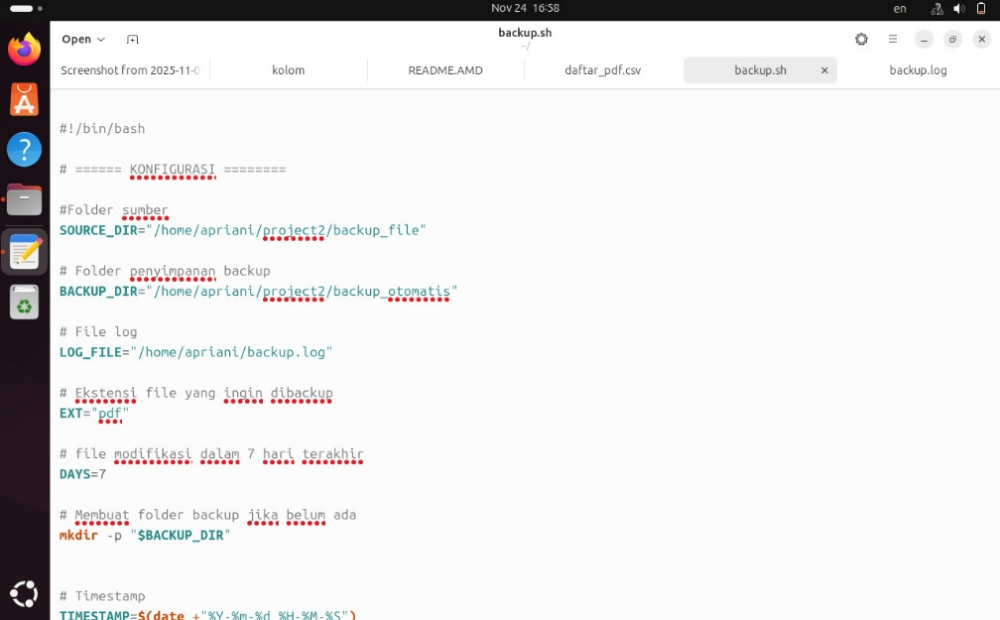 Nov 24 16:58
en
Open
backup.sh
~/
Screenshot from 2025-11-0
kolom
README.AMD
daftar_pdf.csv
backup.sh
backup.log
#!/bin/bash
# ====== KONFIGURASI ========
#Folder sumber
SOURCE_DIR="/home/apriani/project2/backup_file"
# Folder penyimpanan backup
BACKUP_DIR="/home/apriani/project2/backup_otomatis"
# File log
LOG_FILE="/home/apriani/backup.log"
# Ekstensi file yang ingin dibackup
EXT="pdf"
# file modifikasi dalam 7 hari terakhir
DAYS=7
# Membuat folder backup jika belum ada
mkdir -p "$BACKUP_DIR"
# Timestamp
TIMESTAMP=$(date +"%Y-%m-%d_%H-%M-%S")